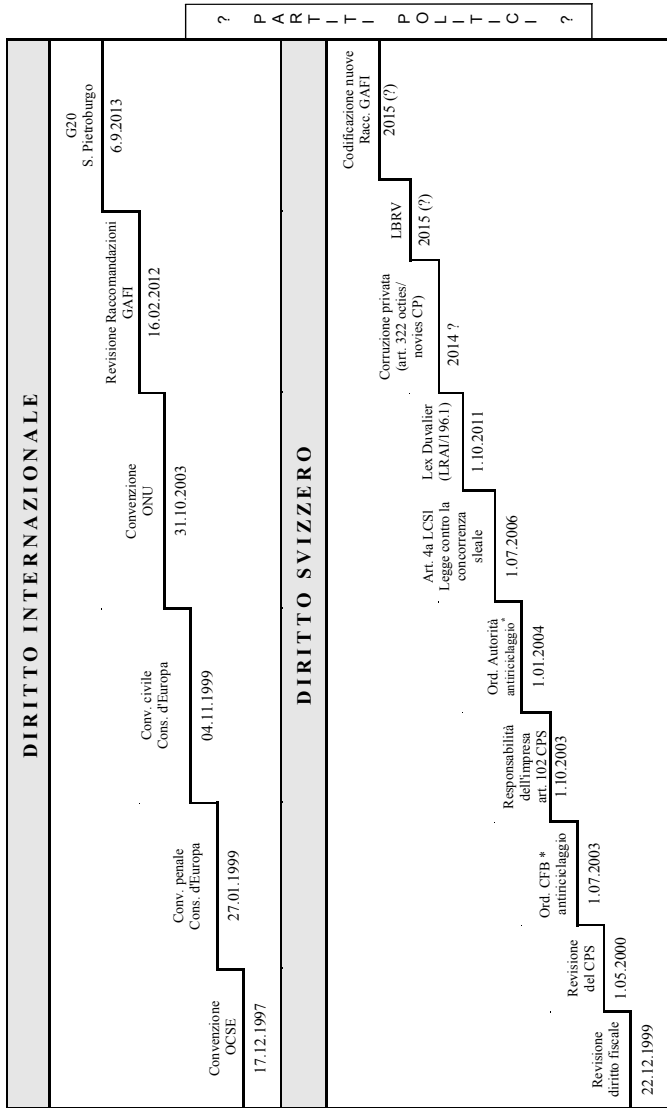 DIRITTO INTERNAZIONALE
Convenzione
OCSE
17.12.1997
Conv. penale
Cons. d'Europa
27.01.1999
Conv. civile
Cons. d'Europa
04.11.1999
Convenzione
ONU
31.10.2003
Revisione Raccomandazioni
GAFI
16.02.2012
G20
S. Pietroburgo
6.9.2013
DIRITTO SVIZZERO
Revisione
diritto fiscale
22.12.1999
Revisione
del CPS
1.05.2000
Ord. CFB *
antiriciclaggio
1.07.2003
Responsabilità
dell'impresa
art. 102 CPS
1.10.2003
Ord. Autorità
antiriciclaggio*
1.01.2004
Art. 4a LCSl
Legge contro la
concorrenza
sleale
1.07.2006
Lex Duvalier
(LRAI/196.1)
1.10.2011
Corruzione privata
(art. 322 octies/
novies CP)
2014 ?
LBRV
2015 (?)
Codificazione nuove
Racc. GAFI
2015 (?)
? PARTITI POLITICI ?